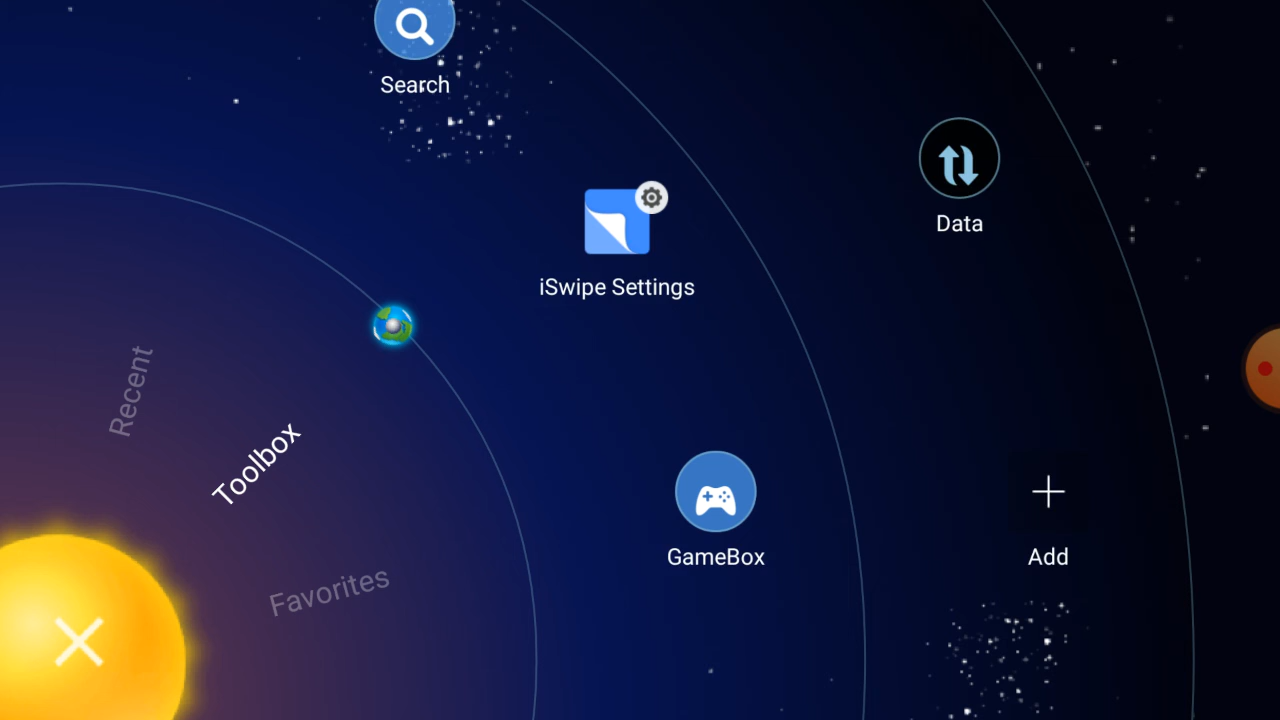 Search
Data
iSwipe Settings
Recent
Toolbox
GameBox
Add
Favorites